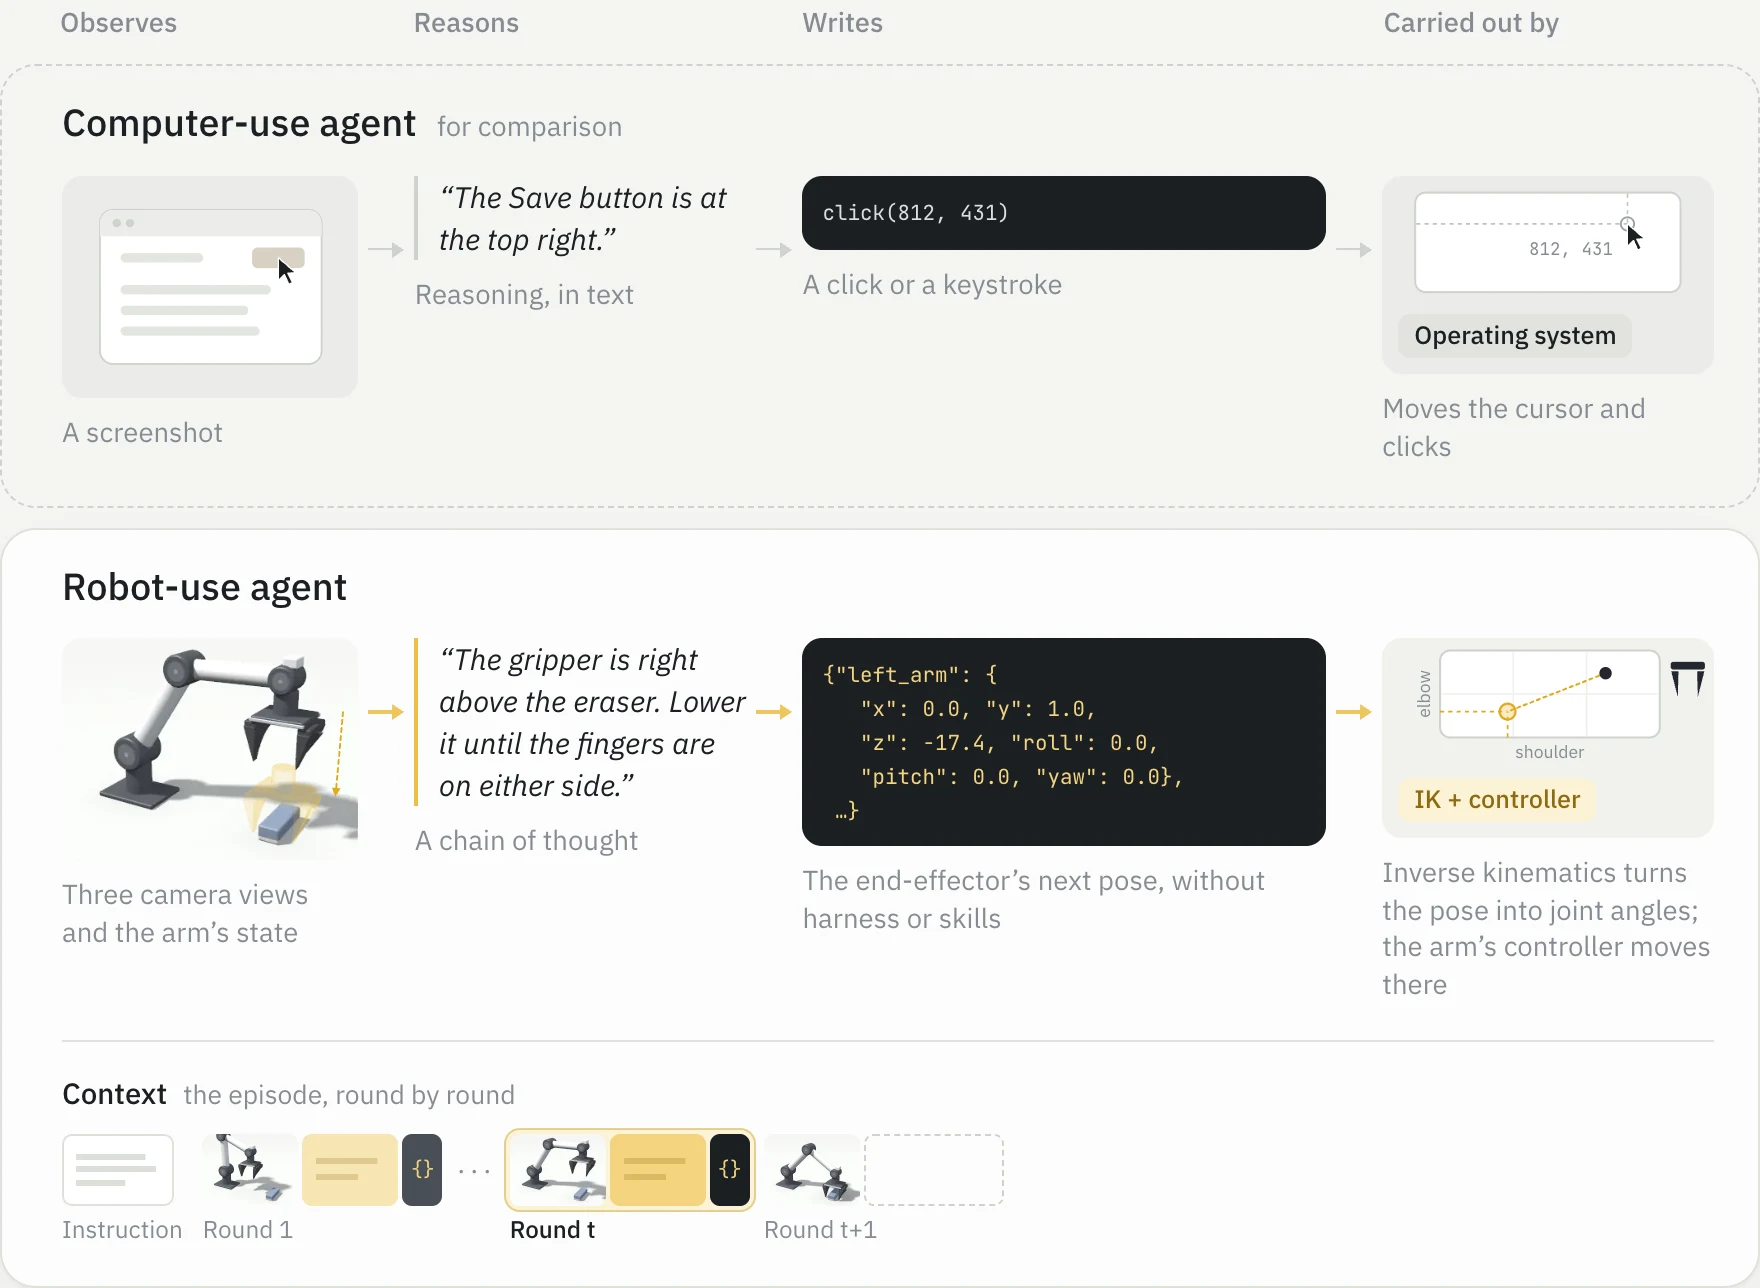 Observes
Reasons
Writes
Carried out by
Computer-use agent for comparison
“The Save button is at
the top right.”
Reasoning, in text
click(812, 431)
A click or a keystroke
812, 431
Operating system
A screenshot
Moves the cursor and
clicks
Robot-use agent
“The gripper is right
above the eraser. Lower
it until the fingers are
on either side.”
A chain of thought
{"left_arm": {
"x": 0.0, "y": 1.0,
"z": -17.4, "roll": 0.0,
"pitch": 0.0, "yaw": 0.0},
…}
The end-effector’s next pose, without
harness or skills
elbow
shoulder
IK + controller
Three camera views
and the arm’s state
Inverse kinematics turns
the pose into joint angles;
the arm’s controller moves
there
Context the episode, round by round
{}
...
{}
Instruction
Round 1
Round t
Round t+1